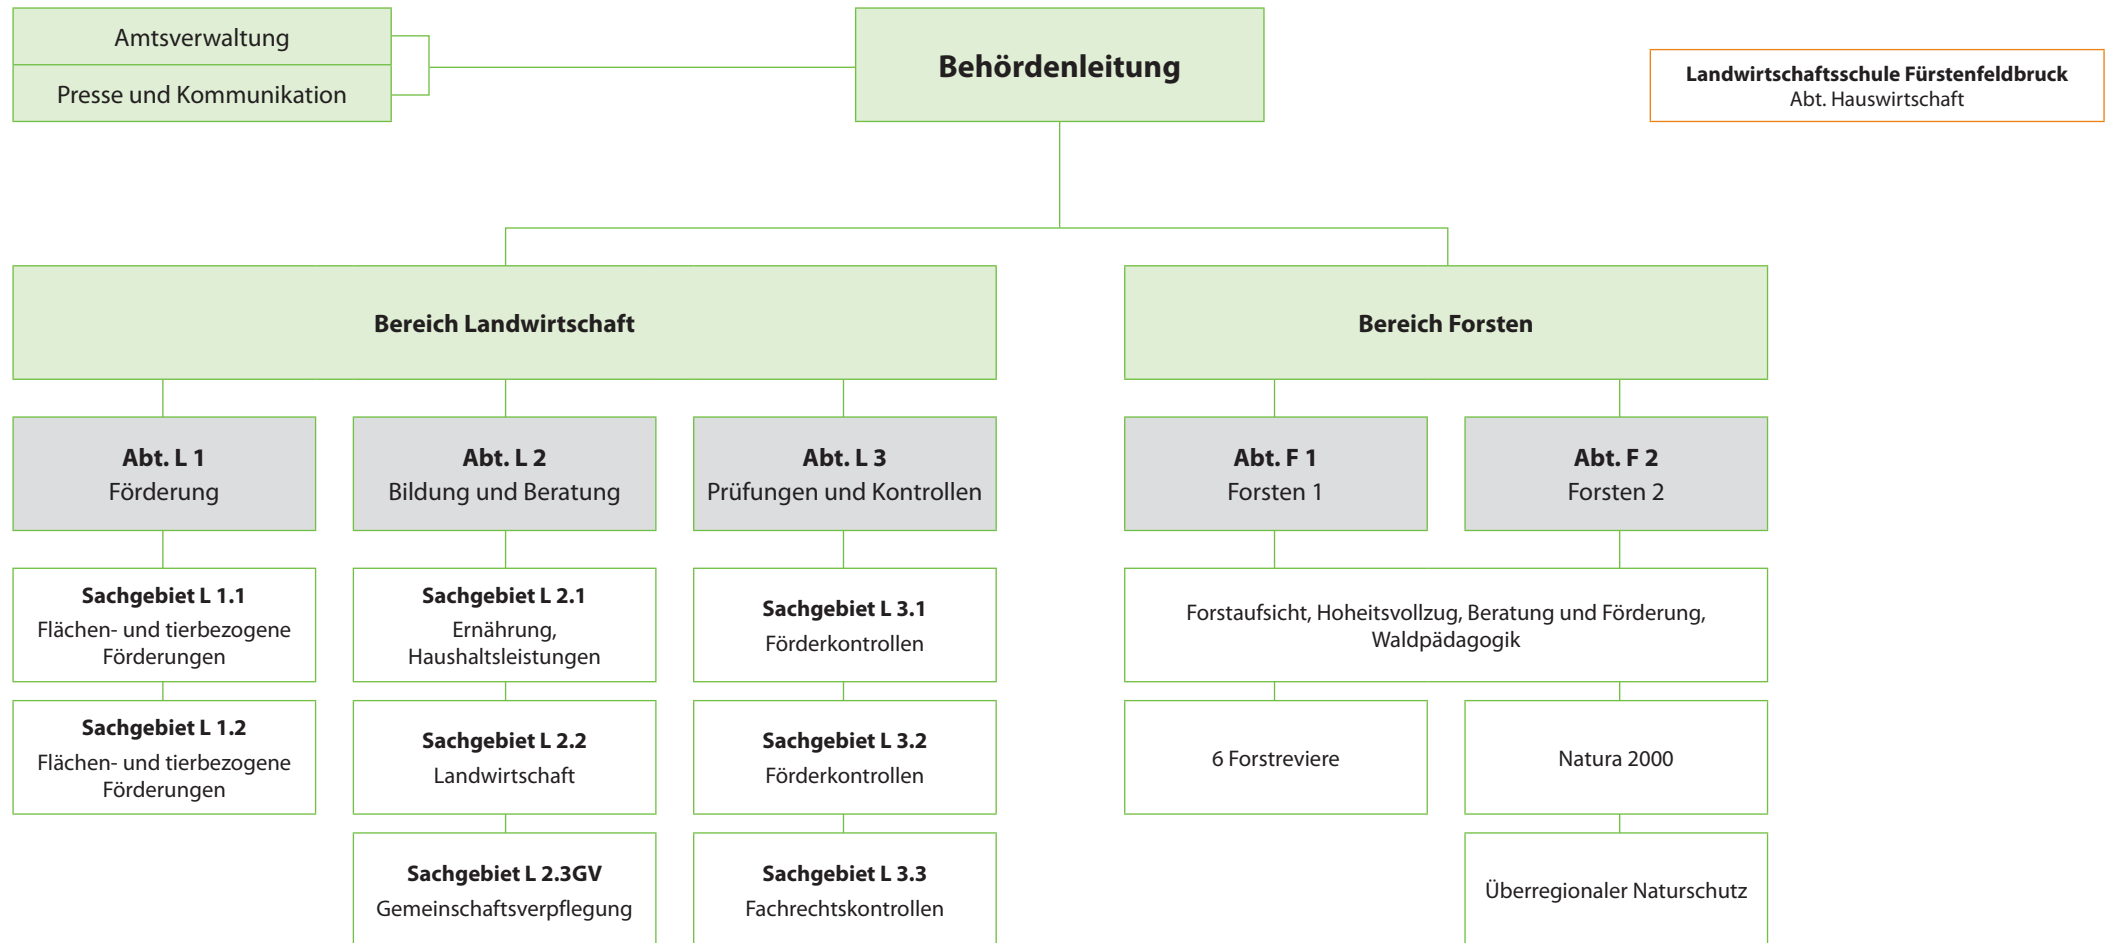 Amtsverwaltung
Presse und Kommunikation
Behördenleitung
Landwirtschaftsschule Fürstenfeldbruck
Abt. Hauswirtschaft
Bereich Landwirtschaft
Bereich Forsten
Abt. L 1
Förderung
Abt. L 2
Bildung und Beratung
Abt. L 3
Prüfungen und Kontrollen
Abt. F 1
Forsten 1
Abt. F 2
Forsten 2
Sachgebiet L 1.1
Flächen- und tierbezogene
Förderungen
Sachgebiet L 2.1
Ernährung,
Haushaltsleistungen
Sachgebiet L 3.1
Förderkontrollen
Forstaufsicht, Hoheitsvollzug, Beratung und Förderung,
Waldpädagogik
Sachgebiet L 1.2
Flächen- und tierbezogene
Förderungen
Sachgebiet L 2.2
Landwirtschaft
Sachgebiet L 3.2
Förderkontrollen
6 Forstreviere
Natura 2000
Sachgebiet L 2.3GV
Gemeinschaftsverpflegung
Sachgebiet L 3.3
Fachrechtskontrollen
Überregionaler Naturschutz